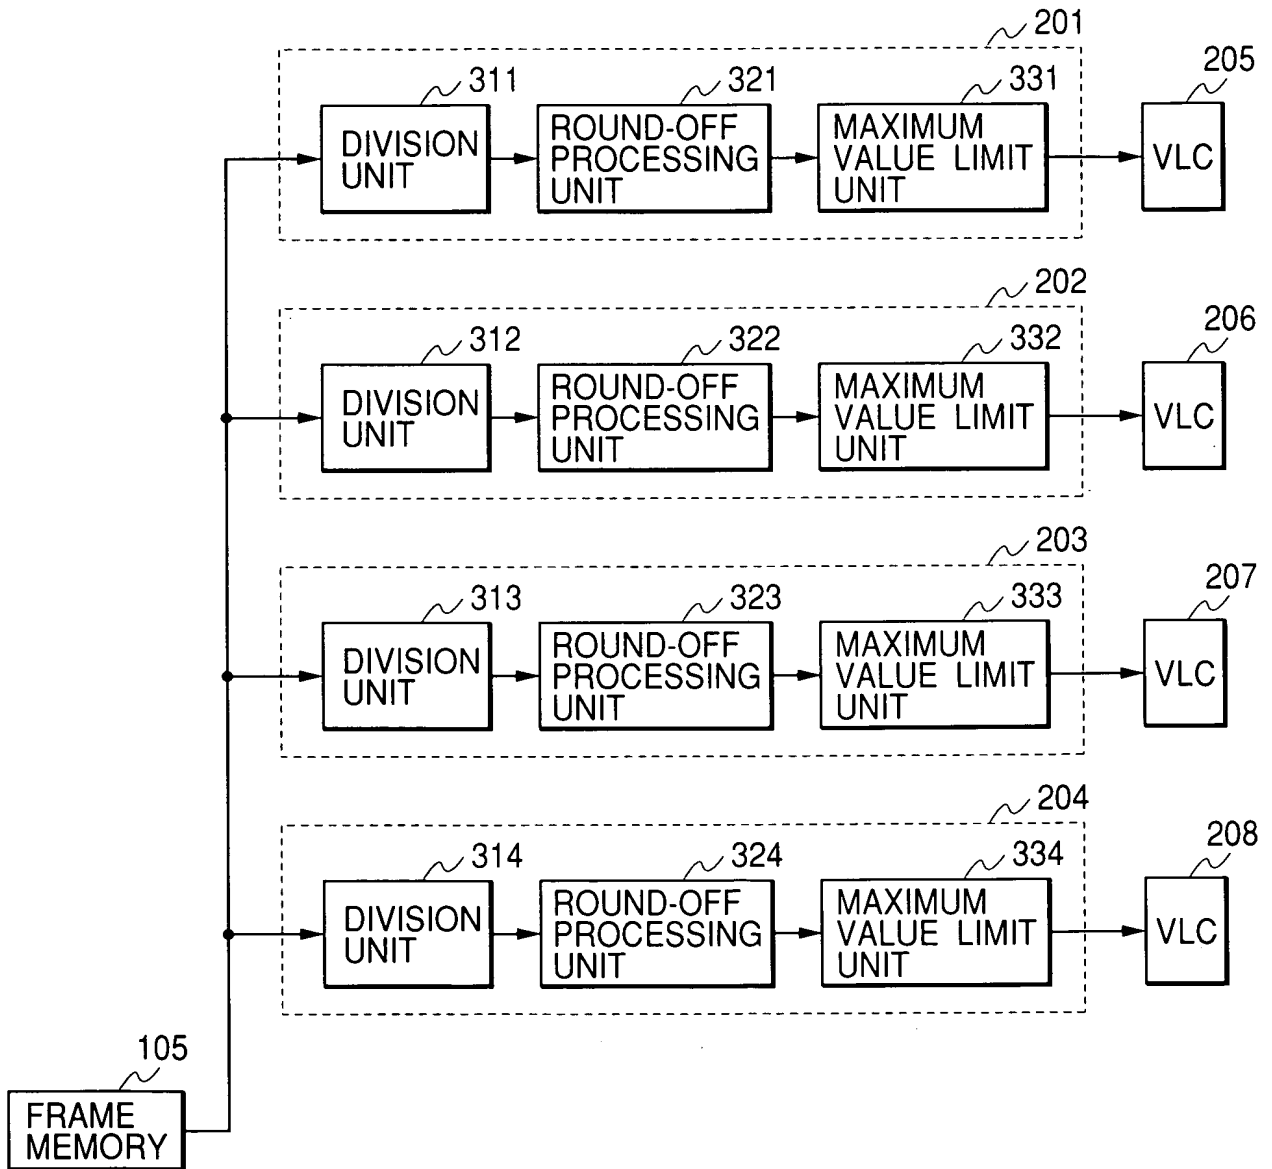 201
311
321
331
205
DIVISION
UNIT
ROUND-OFF
PROCESSING
UNIT
MAXIMUM
VALUE LIMIT
UNIT
VLC
202
312
322
332
206
DIVISION
UNIT
ROUND-OFF
PROCESSING
UNIT
MAXIMUM
VALUE LIMIT
UNIT
VLC
203
313
323
333
207
DIVISION
UNIT
ROUND-OFF
PROCESSING
UNIT
MAXIMUM
VALUE LIMIT
UNIT
VLC
204
314
324
334
208
DIVISION
UNIT
ROUND-OFF
PROCESSING
UNIT
MAXIMUM
VALUE LIMIT
UNIT
VLC
105
FRAME
MEMORY